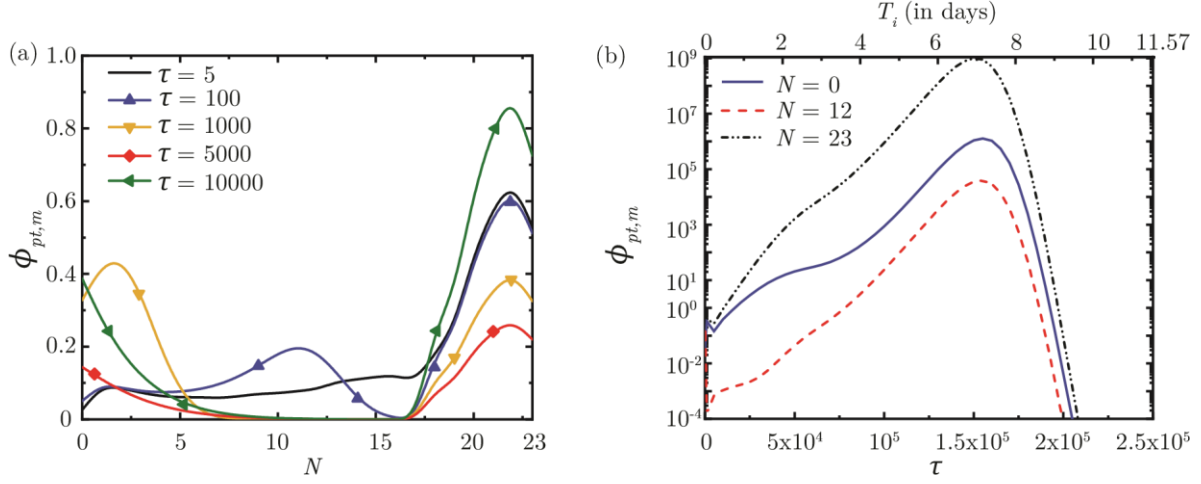 (a)
1.0
0.8
0.6
0.4
0.2
0
ϕ_{pt,m}
τ = 5
τ = 100
τ = 1000
τ = 5000
τ = 10000
0 5 10 15 20 23
N
(b)
T_i (in days)
0 2 4 6 8 10 11.57
10^9
10^7
10^5
10^3
10^1
10^0
10^-2
10^-4
ϕ_{pt,m}
N = 0
N = 12
N = 23
0 5x10^4 10^5 1.5x10^5 2x10^5 2.5x10^5
τ